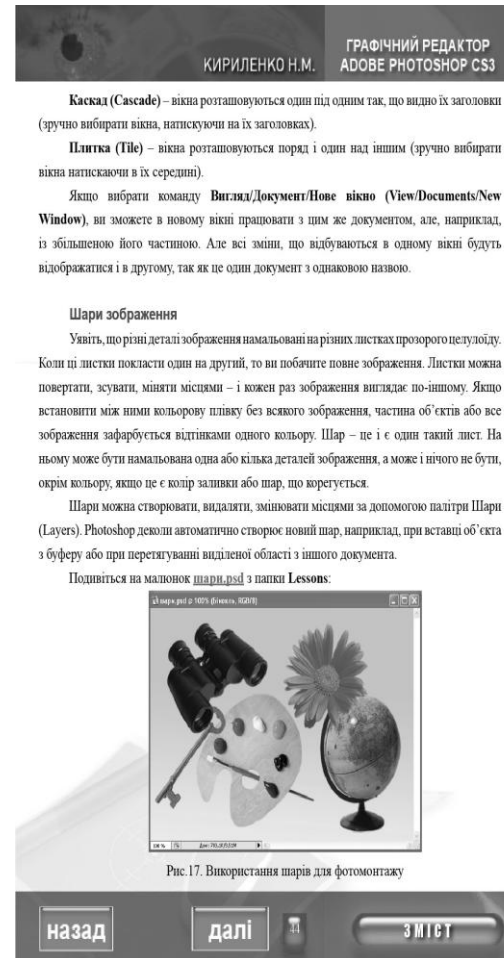 КИРИЛЕНКО Н.М.
ГРАФІЧНИЙ РЕДАКТОР
ADOBE PHOTOSHOP CS3
Каскад (Cascade) – вікна розташовуються один під одним так, що видно їх заголовки
(зручно вибирати вікна, натискуючи на їх заголовках).
Плитка (Tile) – вікна розташовуються поряд і один над іншим (зручно вибирати
вікна натискаючи в їх середині).
Якщо вибрати команду Вигляд/Документ/Нове вікно (View/Documents/New
Window), ви зможете в новому вікні працювати з цим же документом, але, наприклад,
із збільшеною його частиною. Але всі зміни, що відбуваються в одному вікні будуть
відображатися і в другому, так як це один документ з однаковою назвою.
Шари зображення
Уявіть, що різні деталі зображення намальовані на різних листках прозорого целулоїду.
Коли ці листки покласти один на другий, то ви побачите повне зображення. Листки можна
повертати, зсувати, міняти місцями – і кожен раз зображення виглядає по-іншому. Якщо
встановити між ними кольорову плівку без всякого зображення, частина об’єктів або все
зображення зафарбується відтінками одного кольору. Шар – це і є один такий лист. На
ньому може бути намальована одна або кілька деталей зображення, а може і нічого не бути,
окрім кольору, якщо це є колір заливки або шар, що корегується.
Шари можна створювати, видаляти, змінювати місцями за допомогою палітри Шари
(Layers). Photoshop деколи автоматично створює новий шар, наприклад, при вставці об’єкта
з буферу або при перетягуванні виділеної області з іншого документа.
Подивіться на малюнок шари.psd з папки Lessons:
шари.psd @ 100% (Бинокль, RGB/8)
Рис.17. Використання шарів для фотомонтажу
назад
далі
ЗМІСТ